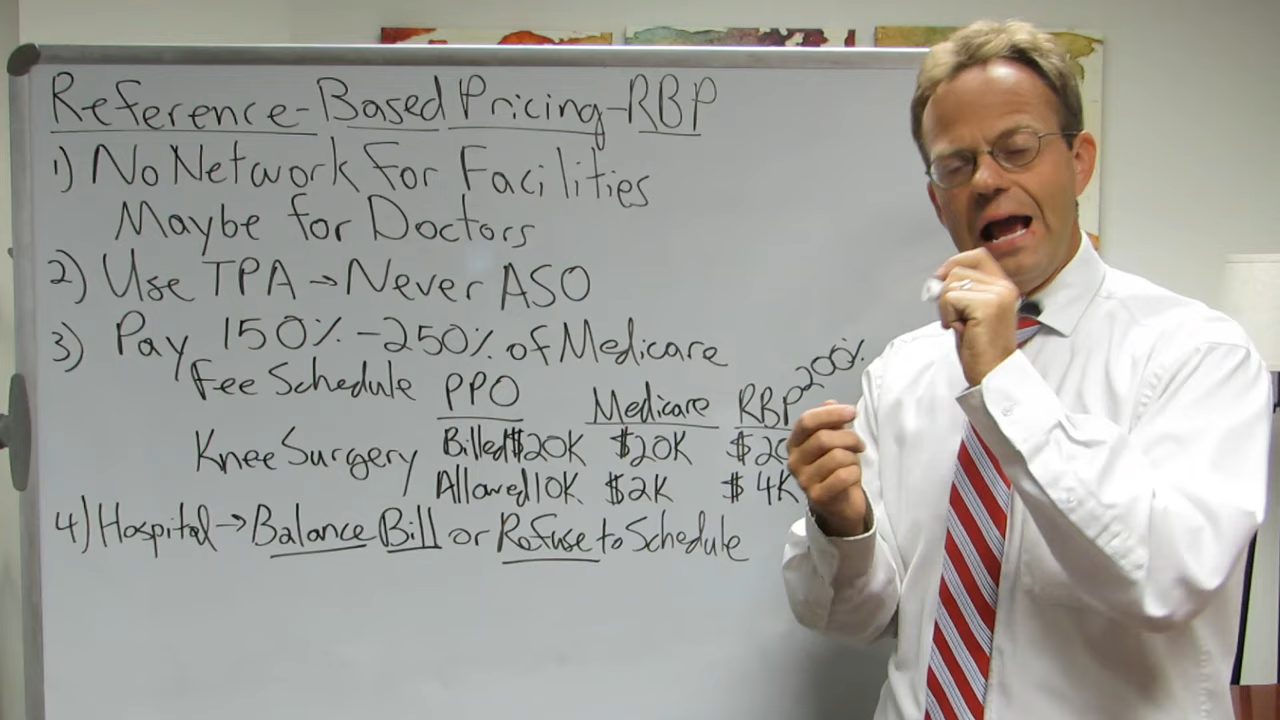 Reference-Based Pricing-RBP
1) No Network for Facilities
Maybe for Doctors
2) Use TPA → Never ASO
3) Pay 150% - 250% of Medicare
Fee Schedule PPO Medicare RBP 200%
Knee Surgery Billed $20K $20K $20
Allowed 10K $2K $4K
4) Hospital → Balance Bill or Refuse to Schedule